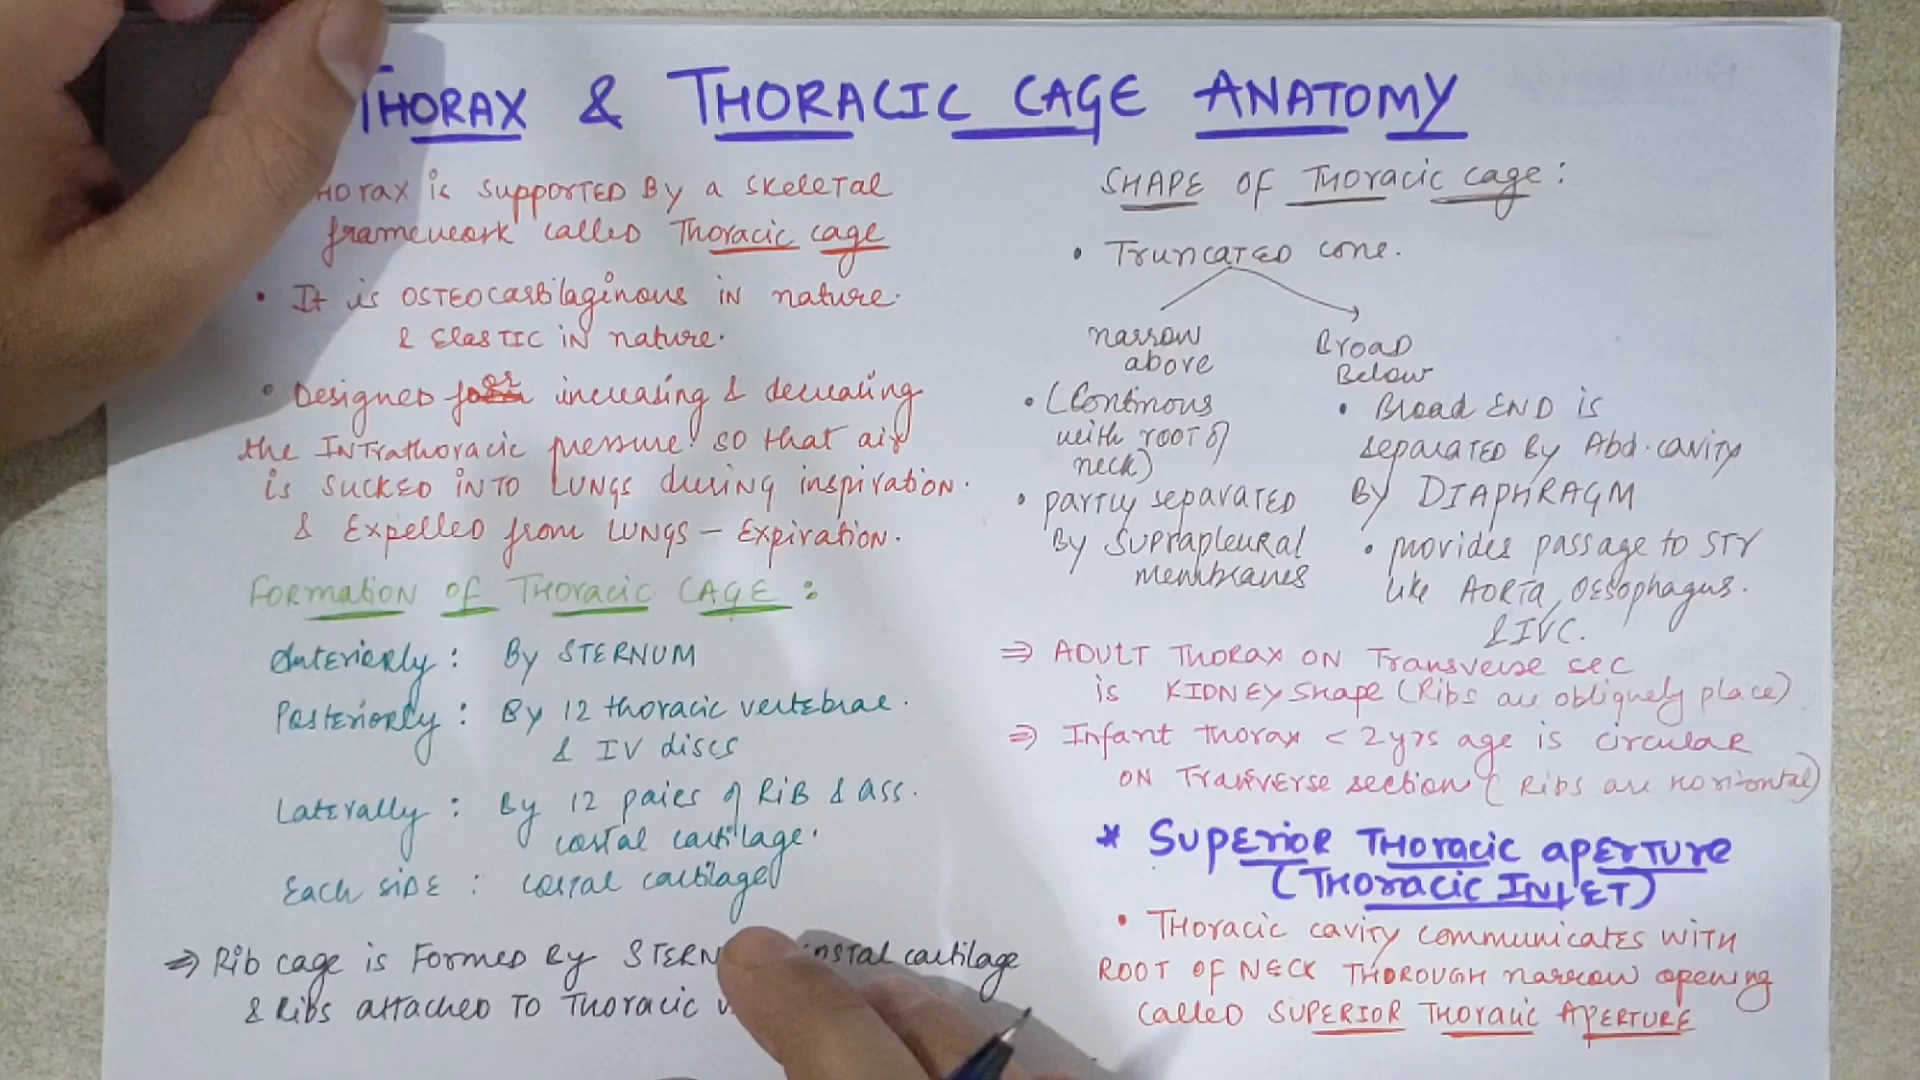 THORAX & THORACIC CAGE ANATOMY
HORAX is SUPPORTED By a SKELETAL
framework called Thoracic cage
• It is OSTEOcartilaginous IN nature.
& Elastic iN nature.
• Designed for increasing & decreasing
the INTrathoracic pressure. so that air
is SUCKED INTO LUNGS during inspiration.
& Expelled from LUNGS – Expiration.
FORmation OF Thoracic CAGE :
Anteriorly : By STERNUM
Posteriorly : By 12 thoracic vertebrae.
& IV discs
Laterally : By 12 pairs of RiB & ass.
costal cartilage.
Each SIDE : costal cartilage
⇒ Rib cage is Formed By STERN costal cartilage
& Ribs attached TO Thoracic v
SHAPE OF Thoracic cage :
• Truncated cone.
narrow above
Broad Below
• (Continous with ROOT of neck)
• partly separated By Suprapleural membranes
• Broad END is separated By Abd. cavity By DIAPHRAGM
• provides passage to STR like AORTA, Oesophagus. & IVC.
⇒ ADULT THORAX ON Transverse sec
is KIDNEY Shape (Ribs are obliquely place)
⇒ Infant Thorax < 2 yrs age is circular
ON Tranverse section (Ribs are horizontal)
* Superior Thoracic aperture
(Thoracic INLET)
• Thoracic cavity communicates with
ROOT OF NECK THOROUGH narrow opening
called SUPERIOR Thoracic APERTURE